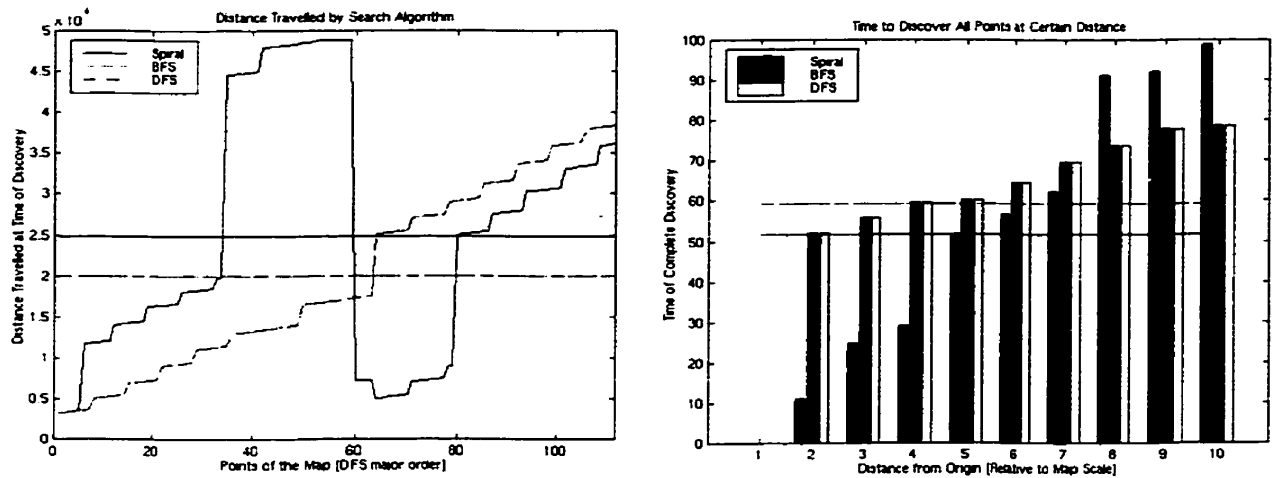 Distance Travelled by Search Algorithm
× 10⁴
5
4.5
4
3.5
3
2.5
2
1.5
1
0.5
0
Spiral
BFS
DFS
Distance Travelled at Time of Discovery
0 20 40 60 80 100
Points of the Map [DFS major order]
Time to Discover All Points at Certain Distance
100
90
80
70
60
50
40
30
20
10
0
Spiral
BFS
DFS
Time of Complete Discovery
1 2 3 4 5 6 7 8 9 10
Distance from Origin [Relative to Map Scale]